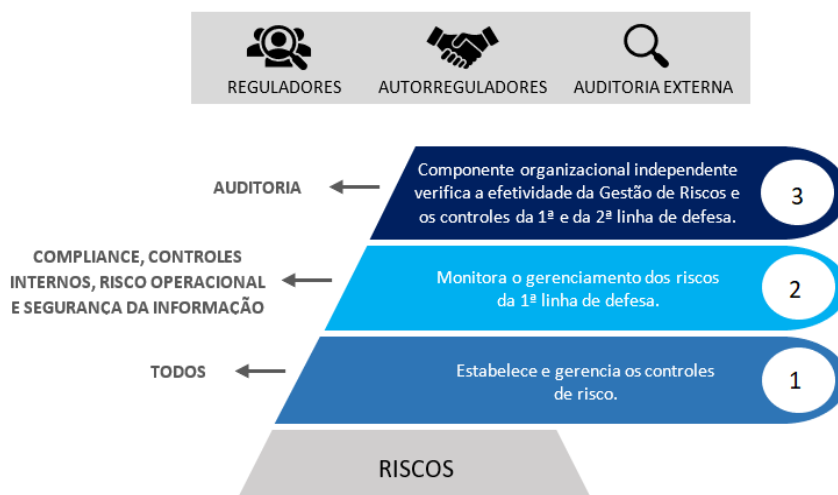 REGULADORES
AUTORREGULADORES
AUDITORIA EXTERNA
AUDITORIA
Componente organizacional independente
verifica a efetividade da Gestão de Riscos e
os controles da 1ª e da 2ª linha de defesa.
3
COMPLIANCE, CONTROLES
INTERNOS, RISCO OPERACIONAL
E SEGURANÇA DA INFORMAÇÃO
Monitora o gerenciamento dos riscos
da 1ª linha de defesa.
2
TODOS
Estabelece e gerencia os controles
de risco.
1
RISCOS